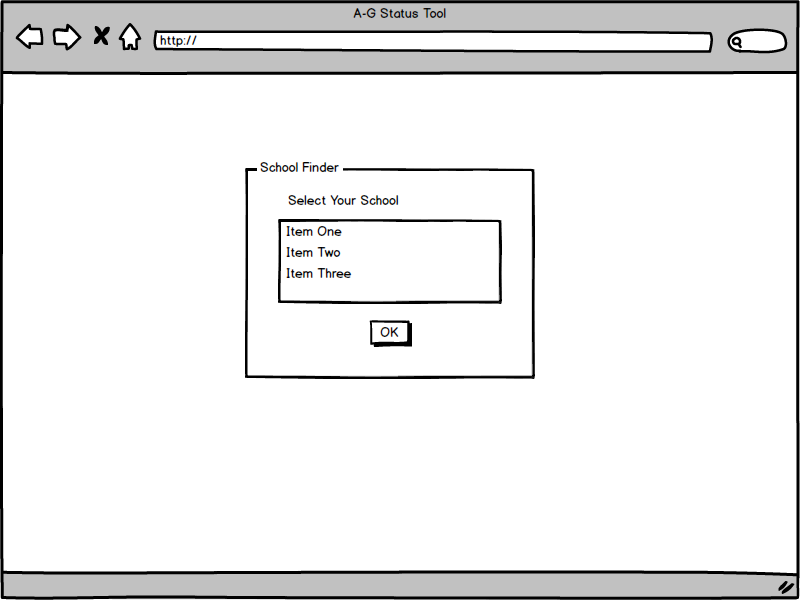 A-G Status Tool
http://
School Finder
Select Your School
Item One
Item Two
Item Three
OK